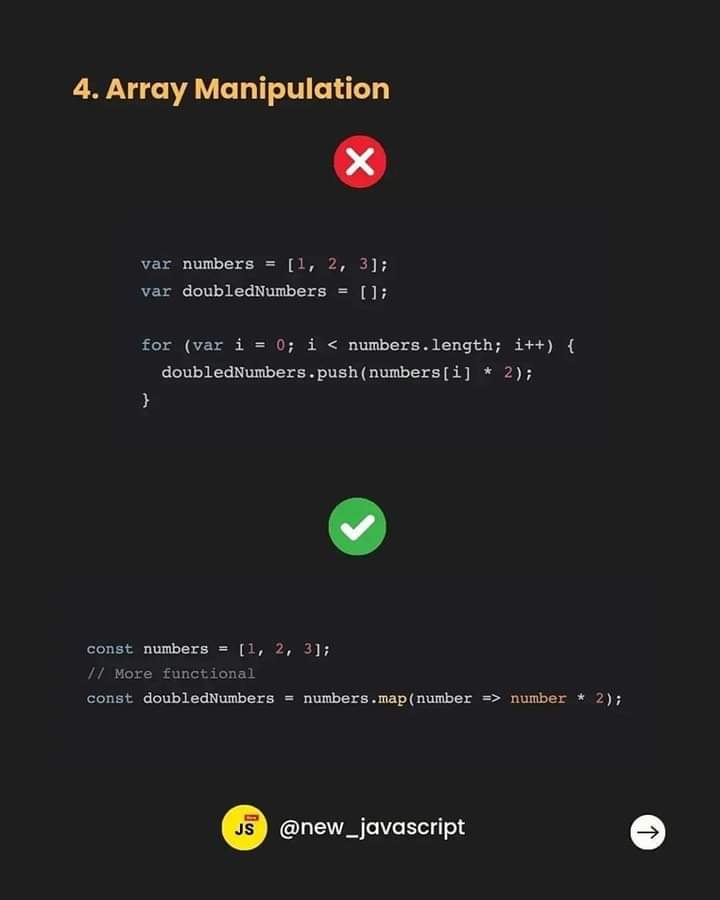 4. Array Manipulation
var numbers = [1, 2, 3];
var doubledNumbers = [];
for (var i = 0; i < numbers.length; i++) {
  doubledNumbers.push(numbers[i] * 2);
}
const numbers = [1, 2, 3];
// More functional
const doubledNumbers = numbers.map(number => number * 2);
JS
@new_javascript